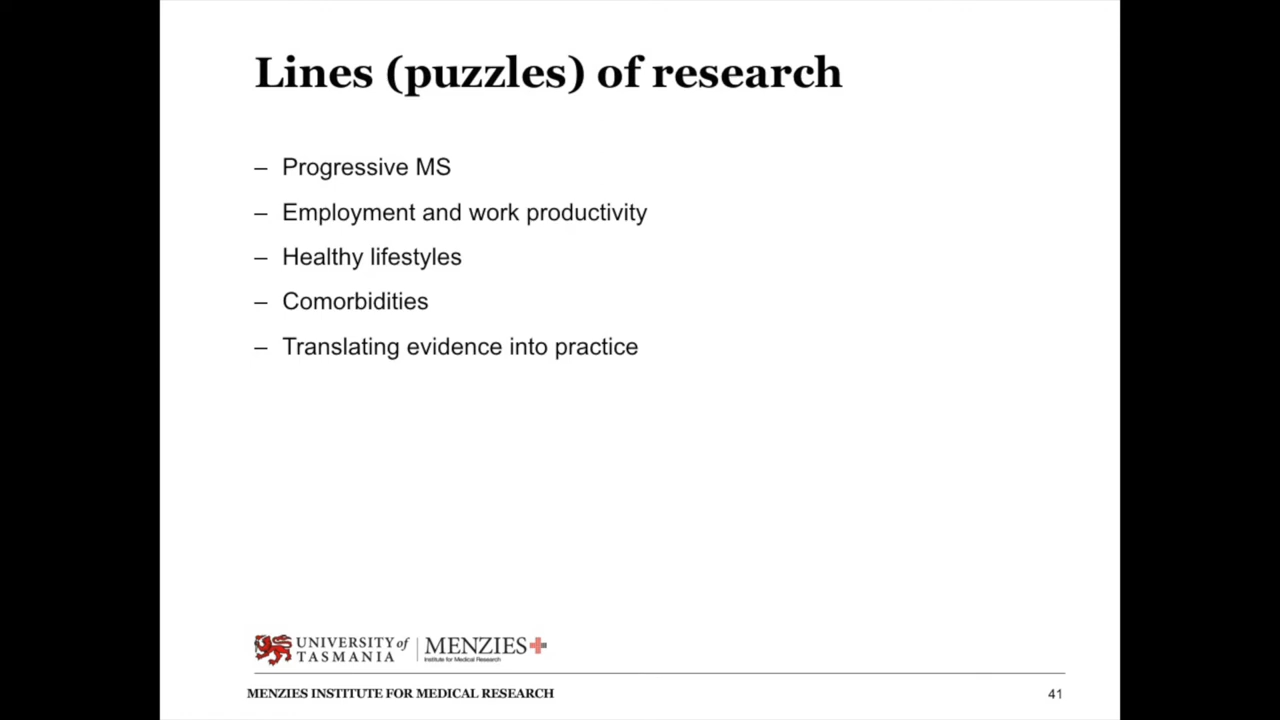 Lines (puzzles) of research
– Progressive MS
– Employment and work productivity
– Healthy lifestyles
– Comorbidities
– Translating evidence into practice
UNIVERSITY of TASMANIA
MENZIES
Institute for Medical Research
MENZIES INSTITUTE FOR MEDICAL RESEARCH
41